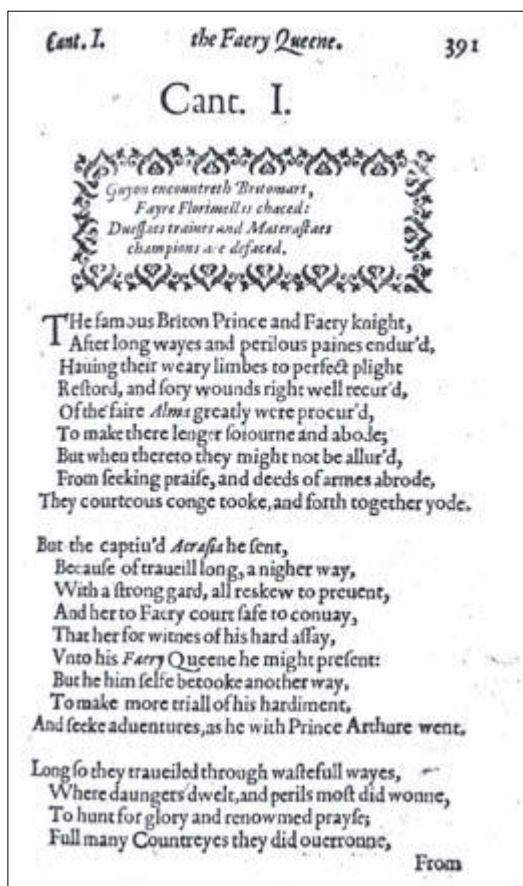 Cant. I. the Faery Queene. 391
Cant. I.
Guyon encountreth Britomart,
Fayre Florimell is chaced:
Duessaes traines and Materastaes
champions are defaced.
THe famous Briton Prince and Faery knight,
After long wayes and perilous paines endur'd,
Hauing their weary limbes to perfect plight
Restord, and sory wounds right well recur'd,
Of the faire Alma greatly were procur'd,
To make there lenger soiourne and abode;
But when thereto they might not be allur'd,
From seeking praise, and deeds of armes abrode,
They courteous conge tooke, and forth together yode.
But the captiu'd Acrasia he sent,
Because of traueill long, a nigher way,
With a strong gard, all reskew to preuent,
And her to Faery court safe to conuay,
That her for witnes of his hard assay,
Vnto his Faery Queene he might present:
But he him selfe betooke another way,
To make more triall of his hardiment,
And seeke aduentures, as he with Prince Arthure went.
Long so they traueiled through wastefull wayes,
Where daungers dwelt, and perils most did wonne,
To hunt for glory and renowmed prayse;
Full many Countreyes they did ouerronne,
From